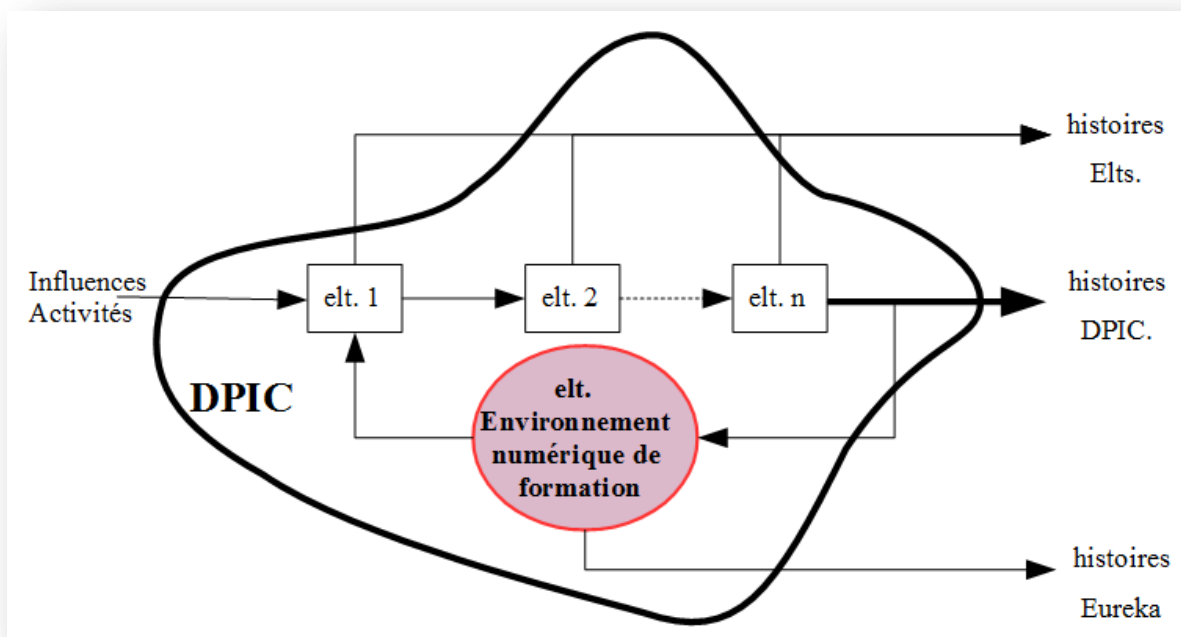 histoires
Elts.
Influences
Activités
elt. 1
elt. 2
elt. n
histoires
DPIC.
DPIC
elt.
Environnement
numérique de
formation
histoires
Eureka